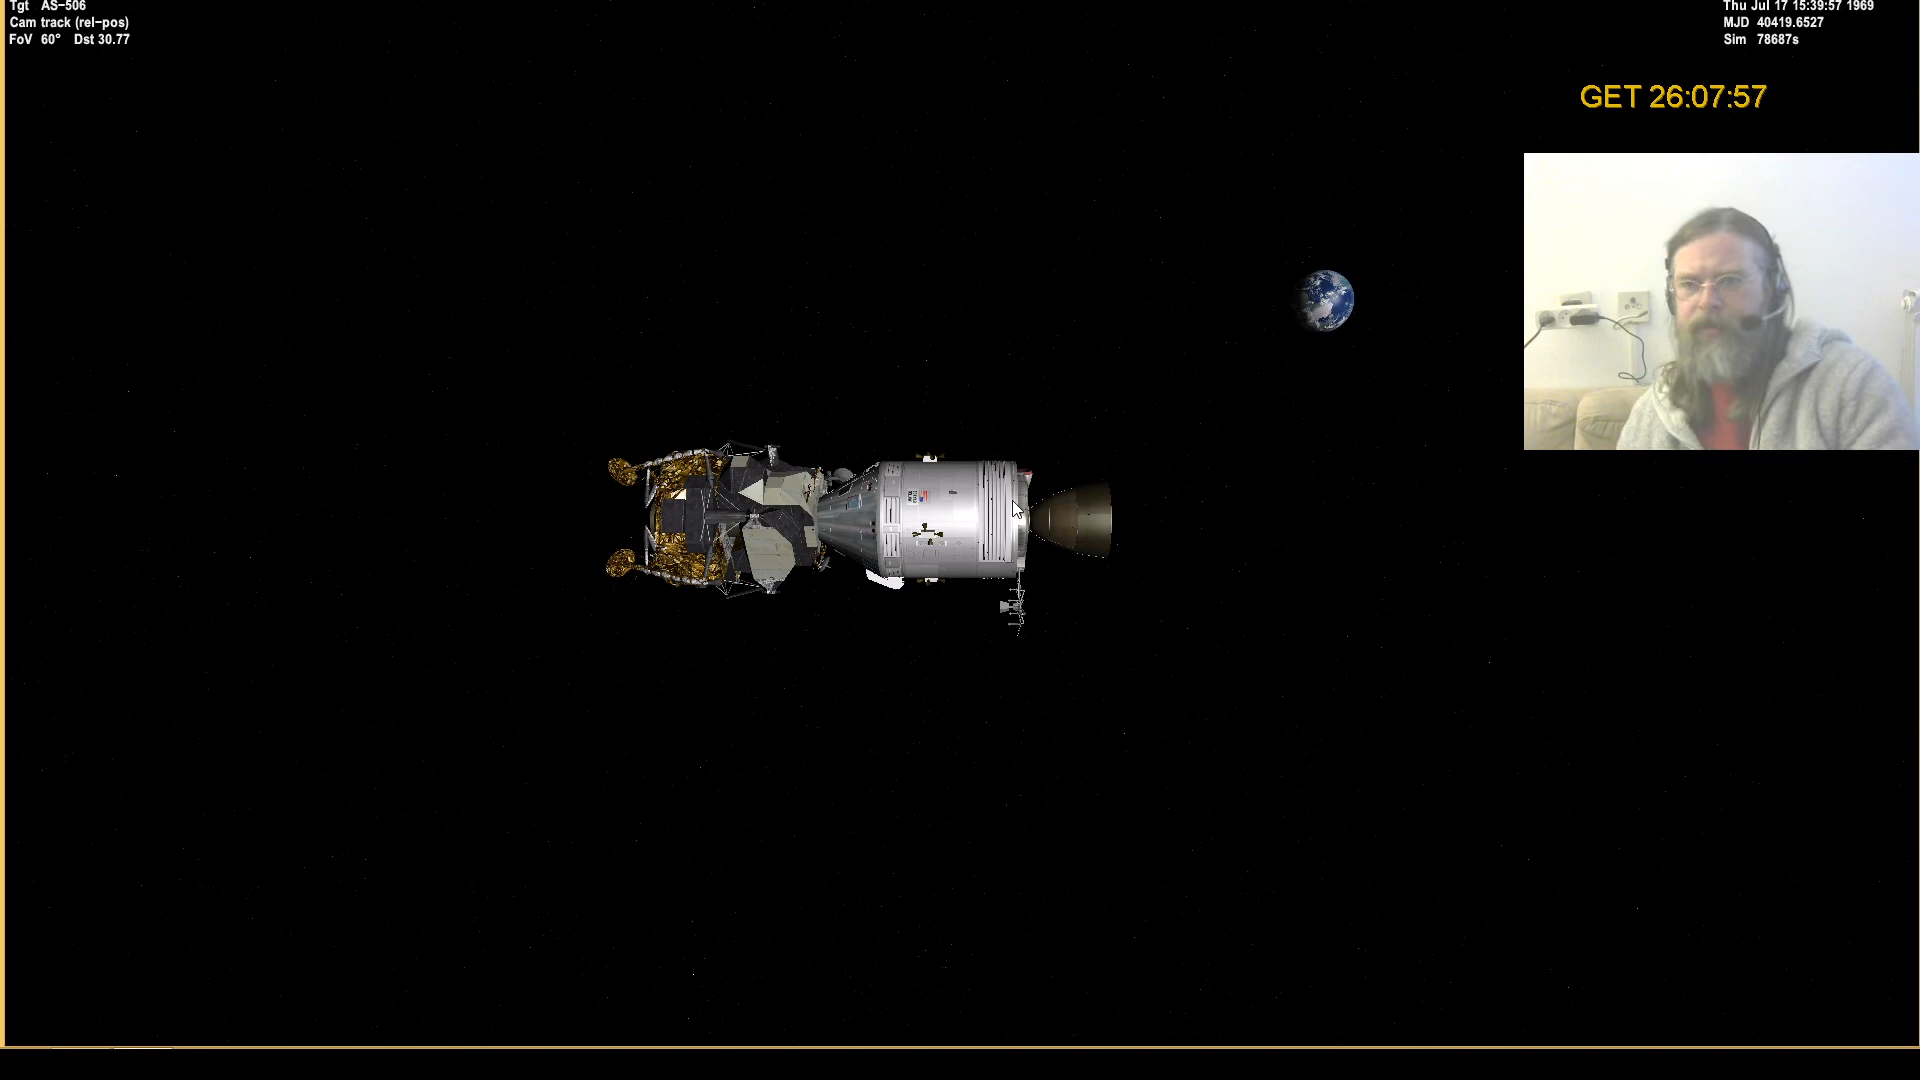 Tgt AS-506
Cam track (rel-pos)
FoV 60° Dst 30.77
Thu Jul 17 15:39:57 1969
MJD 40419.6527
Sim 78687s
GET 26:07:57